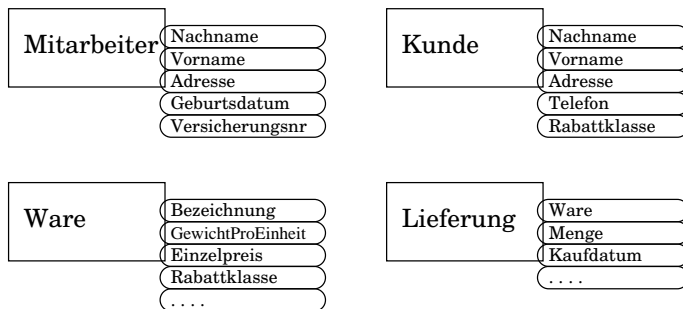 Mitarbeiter
Nachname
Vorname
Adresse
Geburtsdatum
Versicherungsnr
Kunde
Nachname
Vorname
Adresse
Telefon
Rabattklasse
Ware
Bezeichnung
GewichtProEinheit
Einzelpreis
Rabattklasse
. . . .
Lieferung
Ware
Menge
Kaufdatum
. . . .